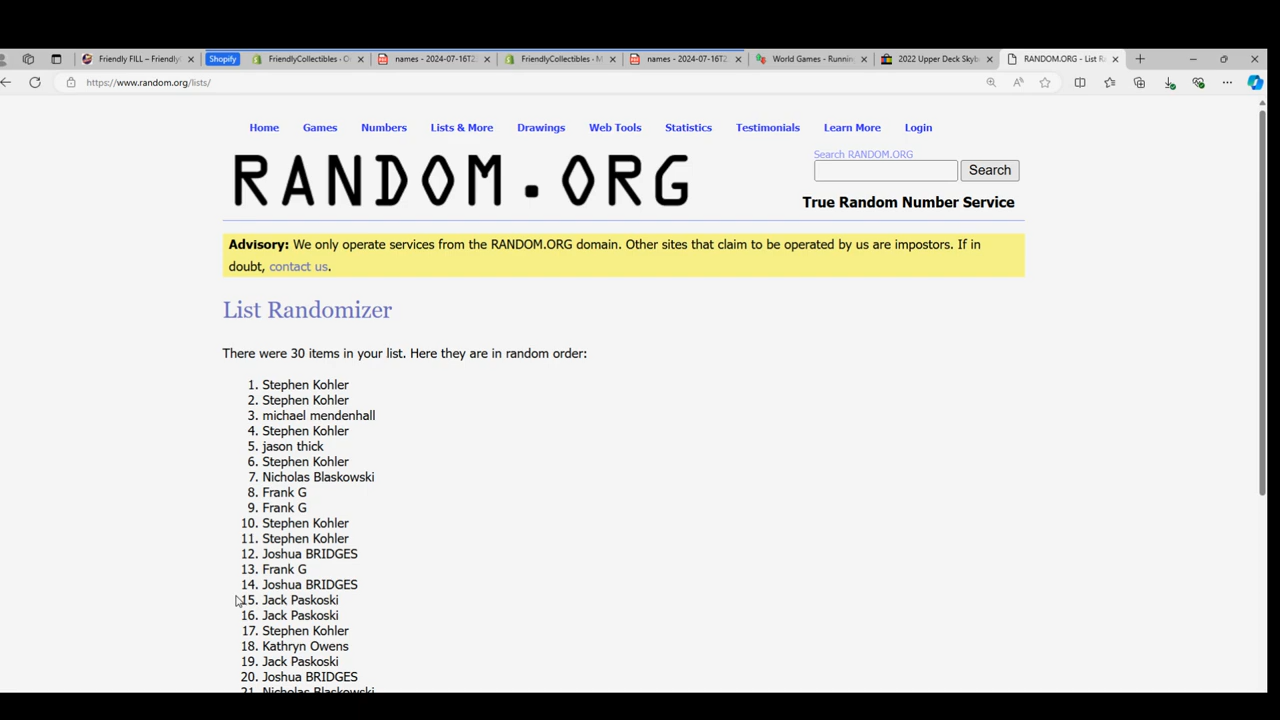 Friendly FILL – Friendly
Shopify
FriendlyCollectibles - O
names - 2024-07-16T2
FriendlyCollectibles - M
names - 2024-07-16T2
World Games - Runnin
2022 Upper Deck Skyb
RANDOM.ORG - List R
https://www.random.org/lists/
Home Games Numbers Lists & More Drawings Web Tools Statistics Testimonials Learn More Login
RANDOM.ORG
Search RANDOM.ORG
Search
True Random Number Service
Advisory: We only operate services from the RANDOM.ORG domain. Other sites that claim to be operated by us are impostors. If in
doubt, contact us.
List Randomizer
There were 30 items in your list. Here they are in random order:
1. Stephen Kohler
2. Stephen Kohler
3. michael mendenhall
4. Stephen Kohler
5. jason thick
6. Stephen Kohler
7. Nicholas Blaskowski
8. Frank G
9. Frank G
10. Stephen Kohler
11. Stephen Kohler
12. Joshua BRIDGES
13. Frank G
14. Joshua BRIDGES
15. Jack Paskoski
16. Jack Paskoski
17. Stephen Kohler
18. Kathryn Owens
19. Jack Paskoski
20. Joshua BRIDGES
21. Nicholas Blaskowski